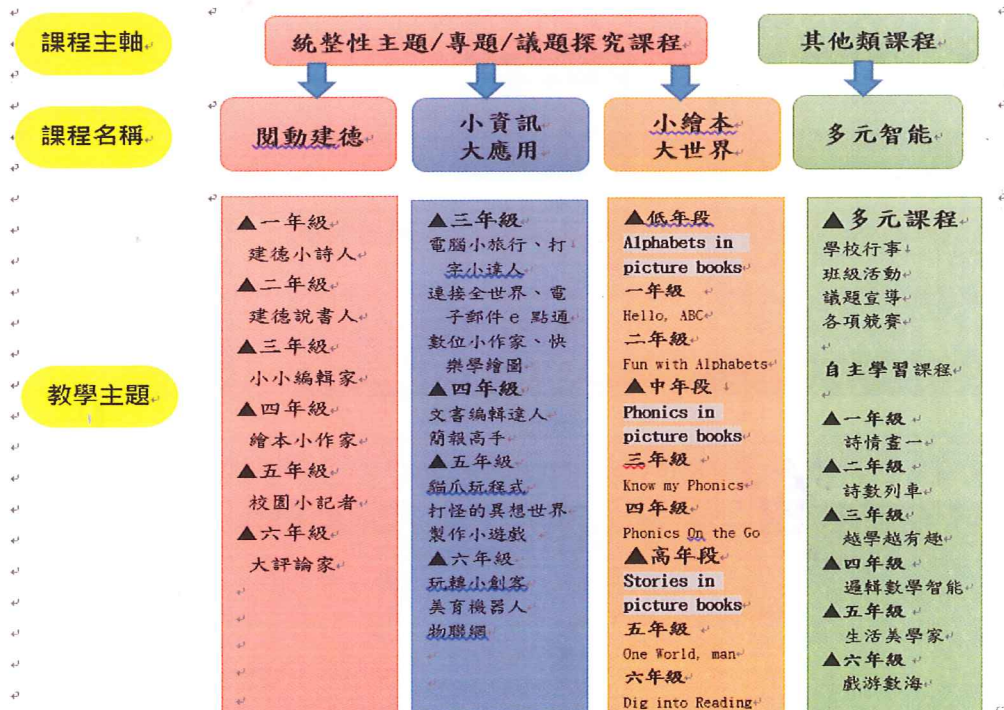 課程主軸
統整性主題/專題/議題探究課程
其他類課程
課程名稱
閱動建德
小資訊
大應用
小繪本
大世界
多元智能
教學主題
▲一年級
建德小詩人
▲二年級
建德說書人
▲三年級
小小編輯家
▲四年級
繪本小作家
▲五年級
校園小記者
▲六年級
大評論家
▲三年級
電腦小旅行、打
字小達人
連接全世界、電
子郵件 e 點通
數位小作家、快
樂學繪圖
▲四年級
文書編輯達人
簡報高手
▲五年級
貓爪玩程式
打怪的異想世界
製作小遊戲
▲六年級
玩轉小創客
美育機器人
物聯網
▲低年段
Alphabets in
picture books
一年級
Hello, ABC
二年級
Fun with Alphabets
▲中年段
Phonics in
picture books
三年級
Know my Phonics
四年級
Phonics On the Go
▲高年段
Stories in
picture books
五年級
One World, man
六年級
Dig into Reading
▲多元課程
學校行事
班級活動
議題宣導
各項競賽
自主學習課程
▲一年級
詩情畫一
▲二年級
詩數列車
▲三年級
越學越有趣
▲四年級
邏輯數學智能
▲五年級
生活美學家
▲六年級
戲游數海